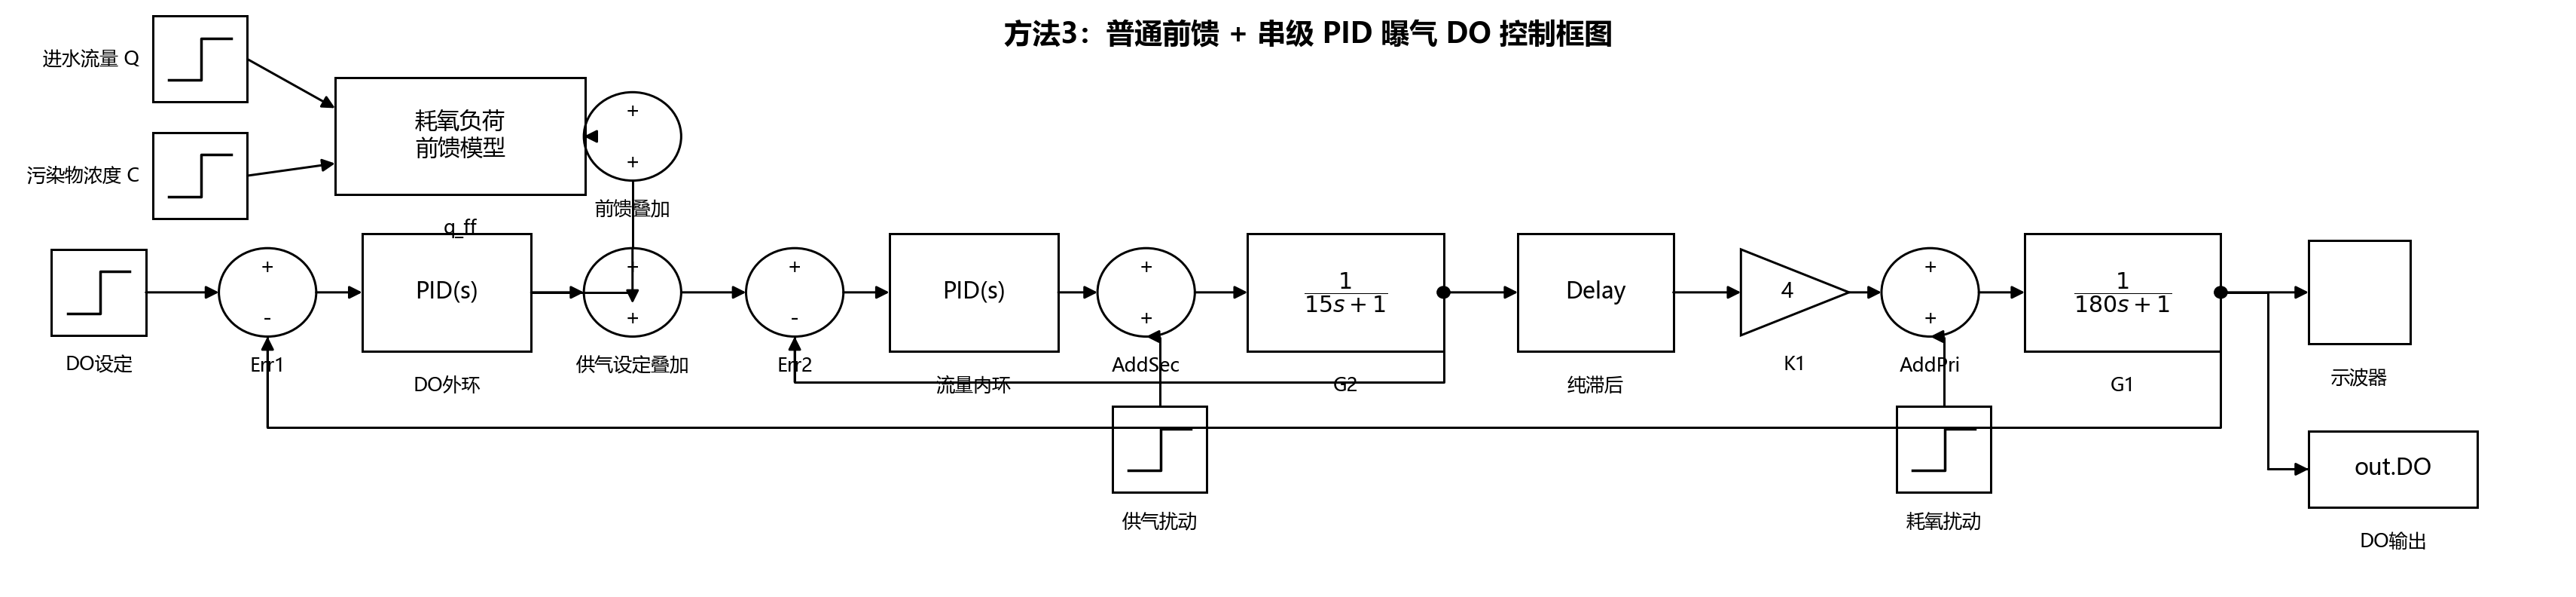 方法3：普通前馈 + 串级 PID 曝气 DO 控制框图
进水流量 Q
污染物浓度 C
耗氧负荷
前馈模型
q_ff
+
+
前馈叠加
DO设定
+
-
Err1
PID(s)
DO外环
+
+
供气设定叠加
+
-
Err2
PID(s)
流量内环
+
+
AddSec
供气扰动
1
15s + 1
G2
Delay
纯滞后
4
K1
+
+
AddPri
耗氧扰动
1
180s + 1
G1
示波器
out.DO
DO输出